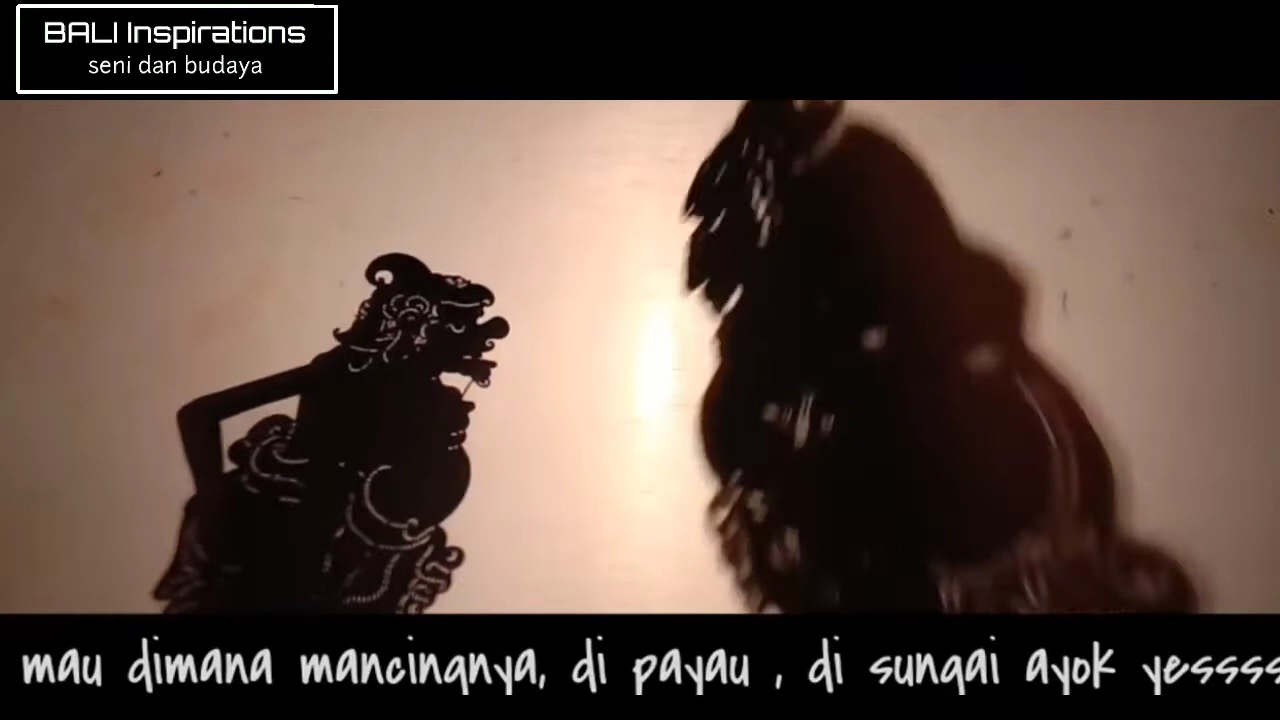 BALI Inspirations
seni dan budaya
mau dimana mancingnya, di payau , di sungai ayok yessss